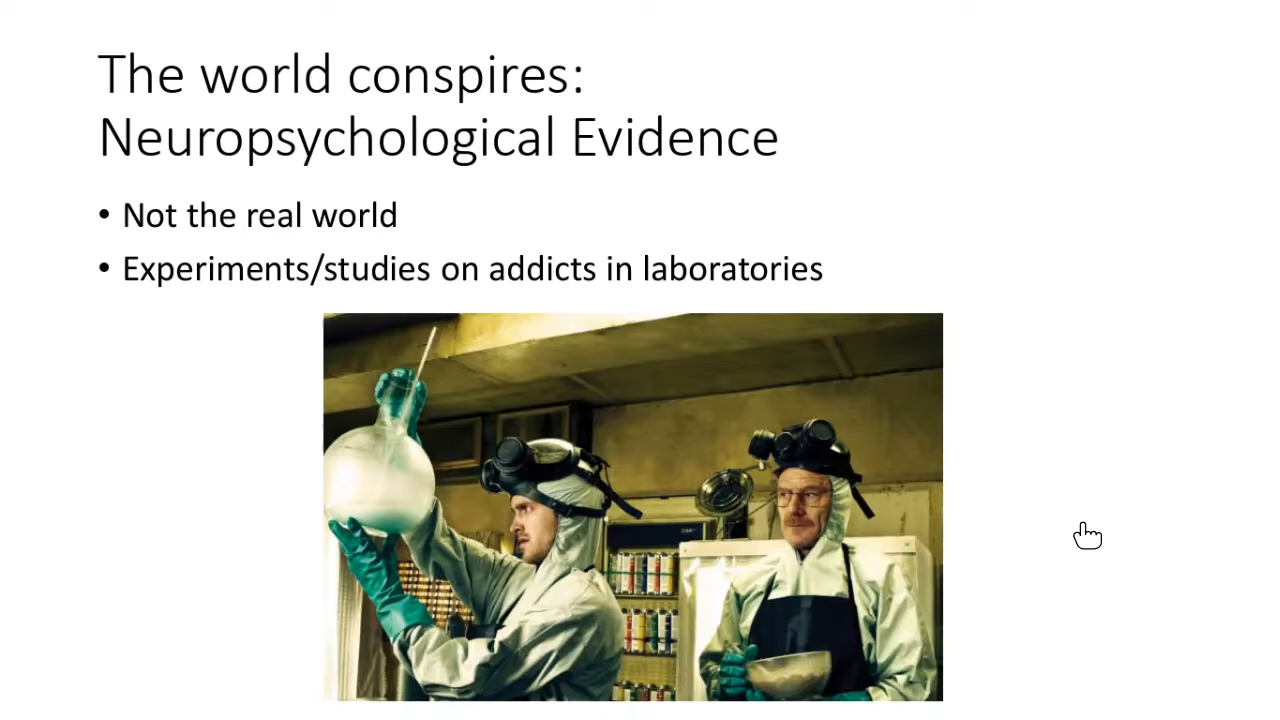 The world conspires:
Neuropsychological Evidence
• Not the real world
• Experiments/studies on addicts in laboratories